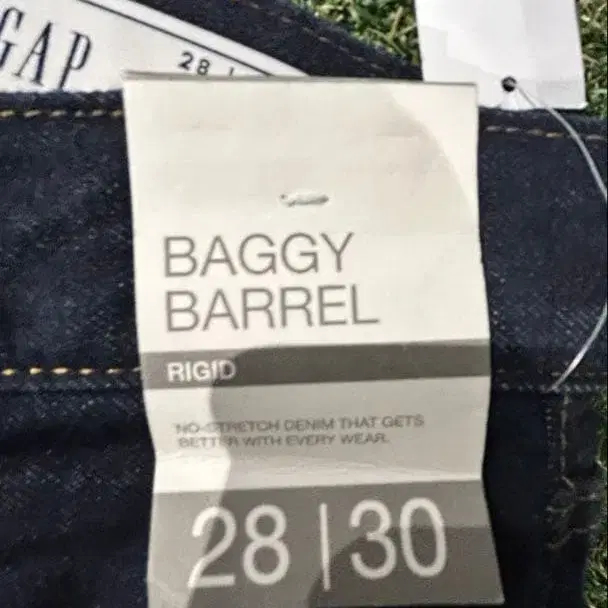 GAP
28
BAGGY
BARREL
RIGID
NO-STRETCH DENIM THAT GETS
BETTER WITH EVERY WEAR.
28 | 30